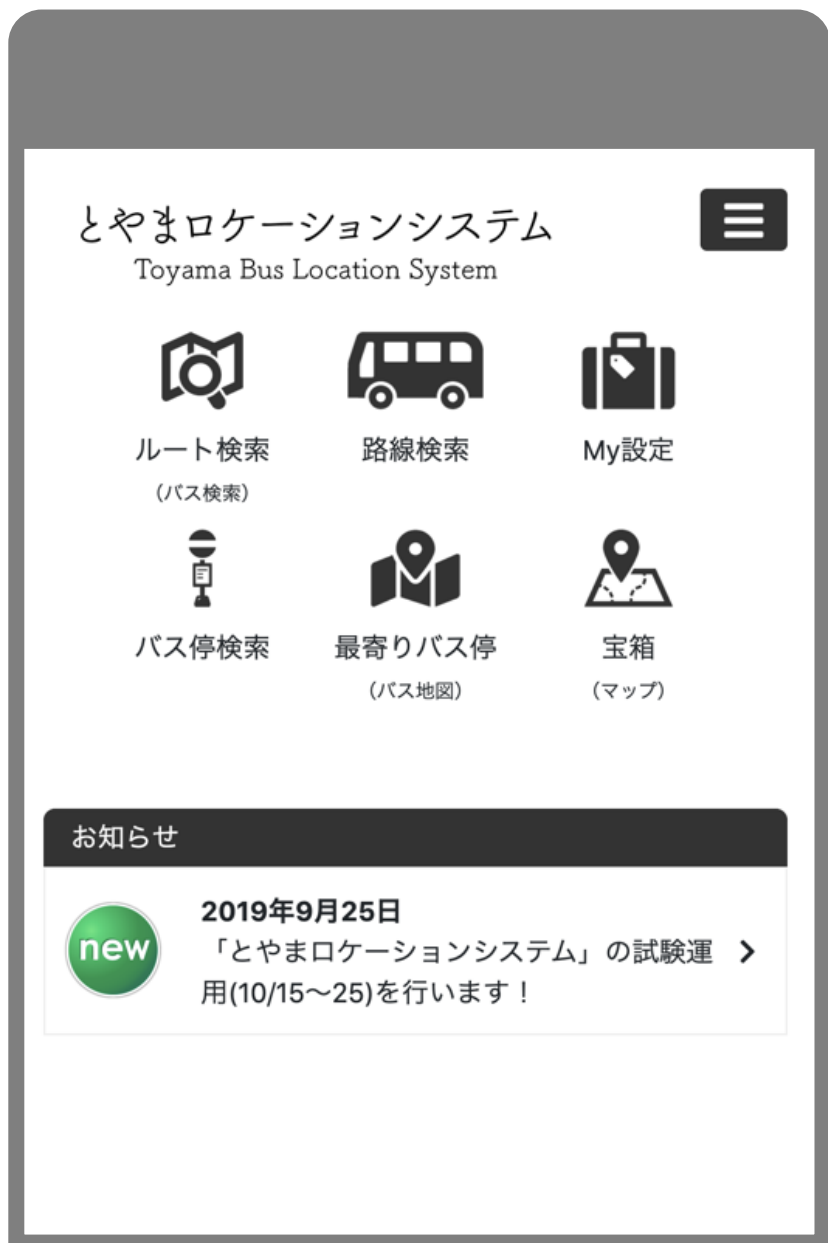 とやまロケーションシステム
Toyama Bus Location System
ルート検索
(バス検索)
路線検索
My設定
バス停検索
最寄りバス停
(バス地図)
宝箱
(マップ)
お知らせ
new
2019年9月25日
「とやまロケーションシステム」の試験運
用(10/15～25)を行います！